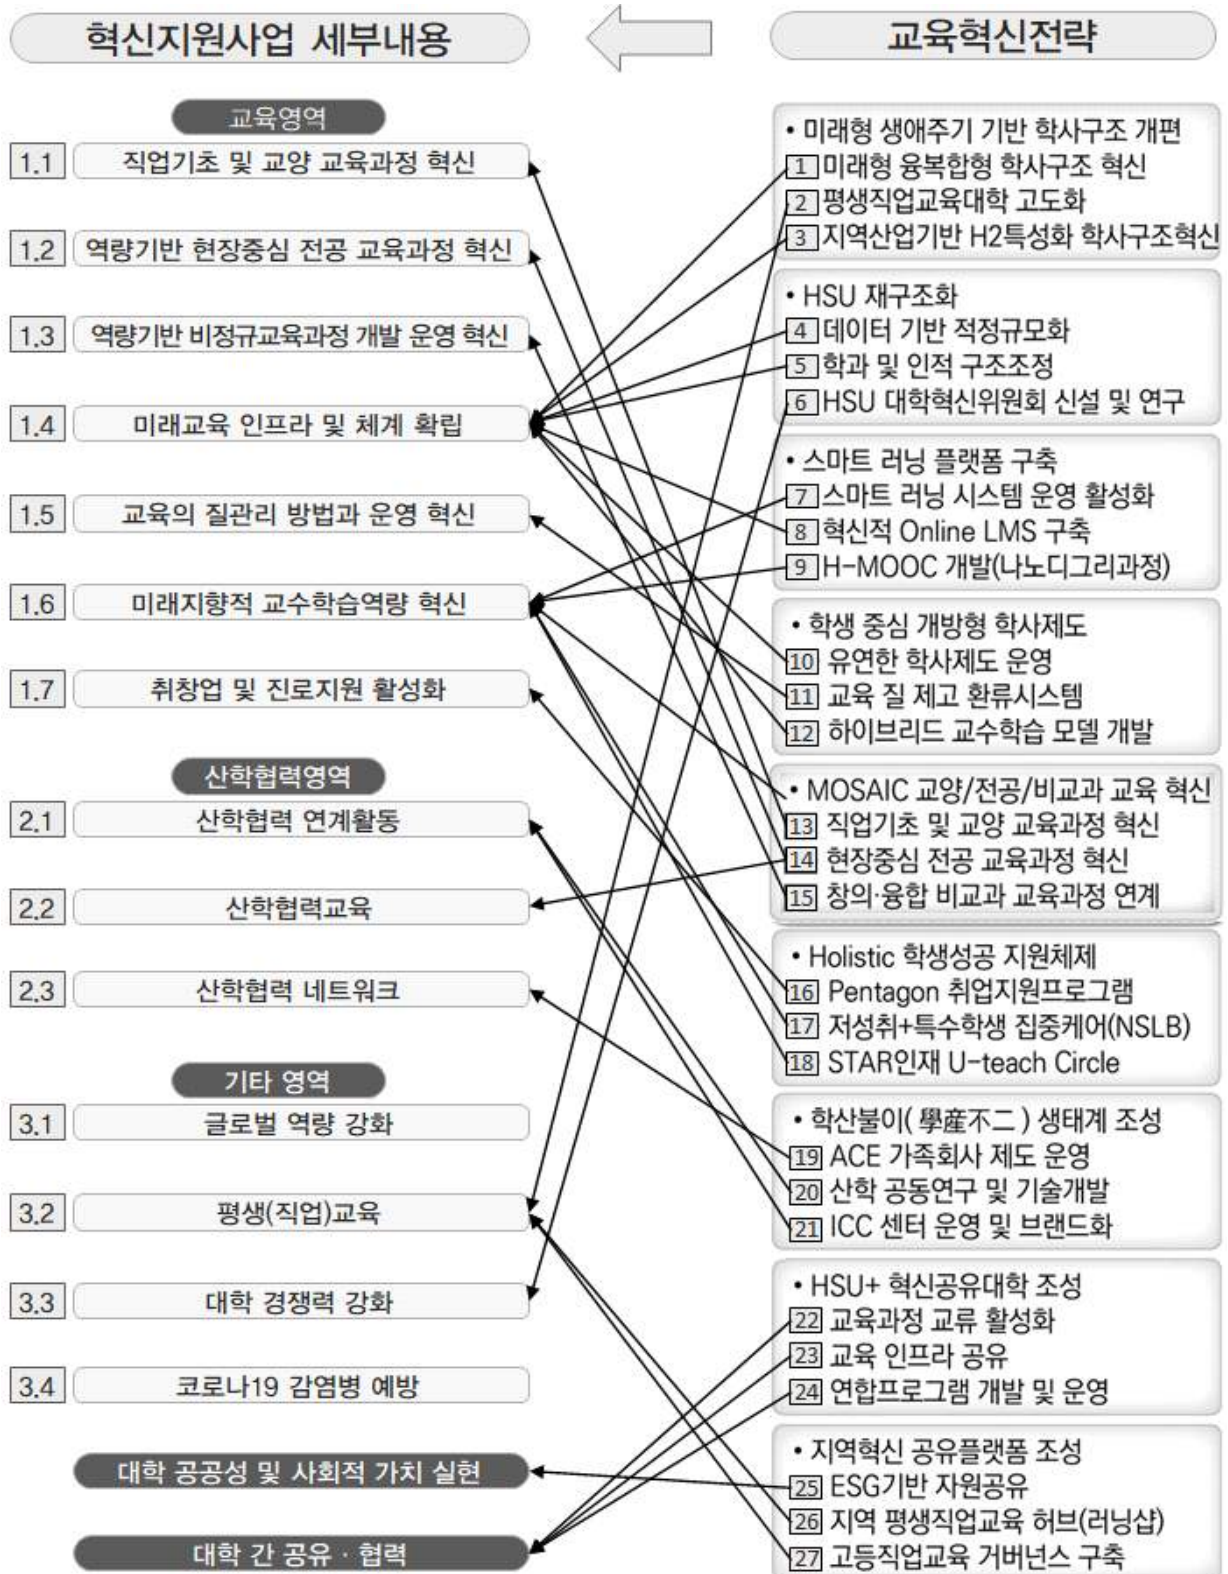 혁신지원사업 세부내용
교육영역
1.1 직업기초 및 교양 교육과정 혁신
1.2 역량기반 현장중심 전공 교육과정 혁신
1.3 역량기반 비정규교육과정 개발 운영 혁신
1.4 미래교육 인프라 및 체계 확립
1.5 교육의 질관리 방법과 운영 혁신
1.6 미래지향적 교수학습역량 혁신
1.7 취창업 및 진로지원 활성화
산학협력영역
2.1 산학협력 연계활동
2.2 산학협력교육
2.3 산학협력 네트워크
기타 영역
3.1 글로벌 역량 강화
3.2 평생(직업)교육
3.3 대학 경쟁력 강화
3.4 코로나19 감염병 예방
대학 공공성 및 사회적 가치 실현
대학 간 공유 · 협력
교육혁신전략
• 미래형 생애주기 기반 학사구조 개편
1 미래형 융복합형 학사구조 혁신
2 평생직업교육대학 고도화
3 지역산업기반 H2특성화 학사구조혁신
• HSU 재구조화
4 데이터 기반 적정규모화
5 학과 및 인적 구조조정
6 HSU 대학혁신위원회 신설 및 연구
• 스마트 러닝 플랫폼 구축
7 스마트 러닝 시스템 운영 활성화
8 혁신적 Online LMS 구축
9 H-MOOC 개발(나노디그리과정)
• 학생 중심 개방형 학사제도
10 유연한 학사제도 운영
11 교육 질 제고 환류시스템
12 하이브리드 교수학습 모델 개발
• MOSAIC 교양/전공/비교과 교육 혁신
13 직업기초 및 교양 교육과정 혁신
14 현장중심 전공 교육과정 혁신
15 창의·융합 비교과 교육과정 연계
• Holistic 학생성공 지원체제
16 Pentagon 취업지원프로그램
17 저성취+특수학생 집중케어(NSLB)
18 STAR인재 U-teach Circle
• 학산불이( 學産不二 ) 생태계 조성
19 ACE 가족회사 제도 운영
20 산학 공동연구 및 기술개발
21 ICC 센터 운영 및 브랜드화
• HSU+ 혁신공유대학 조성
22 교육과정 교류 활성화
23 교육 인프라 공유
24 연합프로그램 개발 및 운영
• 지역혁신 공유플랫폼 조성
25 ESG기반 자원공유
26 지역 평생직업교육 허브(러닝샵)
27 고등직업교육 거버넌스 구축